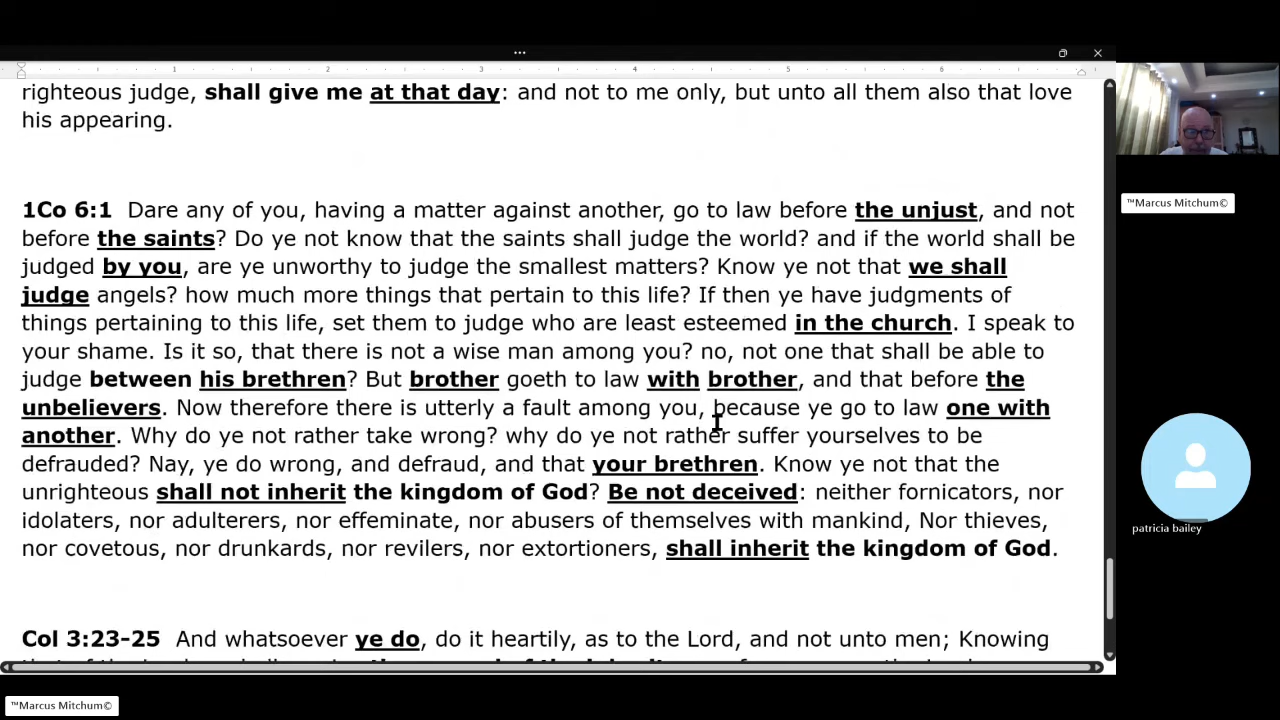 righteous judge, shall give me at that day: and not to me only, but unto all them also that love
his appearing.
1Co 6:1 Dare any of you, having a matter against another, go to law before the unjust, and not
before the saints? Do ye not know that the saints shall judge the world? and if the world shall be
judged by you, are ye unworthy to judge the smallest matters? Know ye not that we shall
judge angels? how much more things that pertain to this life? If then ye have judgments of
things pertaining to this life, set them to judge who are least esteemed in the church. I speak to
your shame. Is it so, that there is not a wise man among you? no, not one that shall be able to
judge between his brethren? But brother goeth to law with brother, and that before the
unbelievers. Now therefore there is utterly a fault among you, because ye go to law one with
another. Why do ye not rather take wrong? why do ye not rather suffer yourselves to be
defrauded? Nay, ye do wrong, and defraud, and that your brethren. Know ye not that the
unrighteous shall not inherit the kingdom of God? Be not deceived: neither fornicators, nor
idolaters, nor adulterers, nor effeminate, nor abusers of themselves with mankind, Nor thieves,
nor covetous, nor drunkards, nor revilers, nor extortioners, shall inherit the kingdom of God.
Col 3:23-25 And whatsoever ye do, do it heartily, as to the Lord, and not unto men; Knowing
1 2 3 4 5 6
™Marcus Mitchum©
patricia bailey
™Marcus Mitchum©